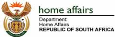 home affairs
Department:
Home Affairs
REPUBLIC OF SOUTH AFRICA